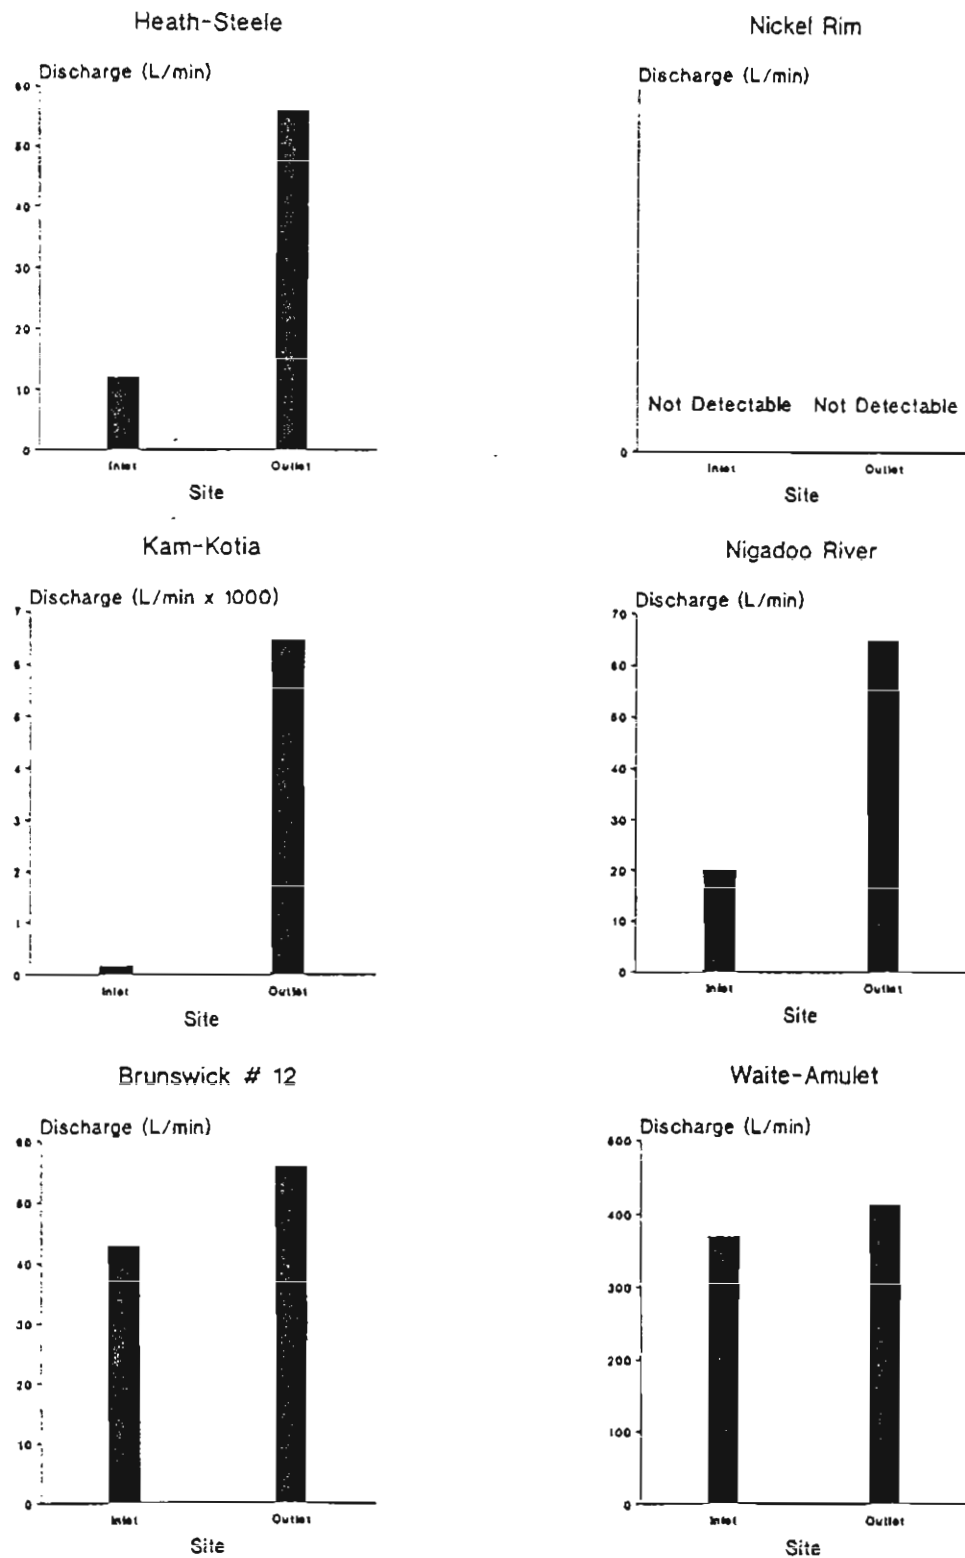 Heath-Steele
Discharge (L/min)
60
50
40
30
20
10
0
Inlet Outlet
Site
Nickel Rim
Discharge (L/min)
Not Detectable Not Detectable
0
Inlet Outlet
Site
Kam-Kotia
Discharge (L/min x 1000)
7
6
5
4
3
2
1
0
Inlet Outlet
Site
Nigadoo River
Discharge (L/min)
70
60
50
40
30
20
10
0
Inlet Outlet
Site
Brunswick # 12
Discharge (L/min)
60
50
40
30
20
10
0
Inlet Outlet
Site
Waite-Amulet
Discharge (L/min)
500
400
300
200
100
0
Inlet Outlet
Site